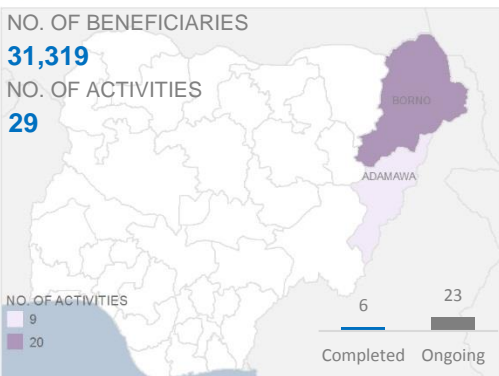 NO. OF BENEFICIARIES
31,319
NO. OF ACTIVITIES
29
BORNO
ADAMAWA
NO. OF ACTIVITIES
9
20
6 23
Completed Ongoing